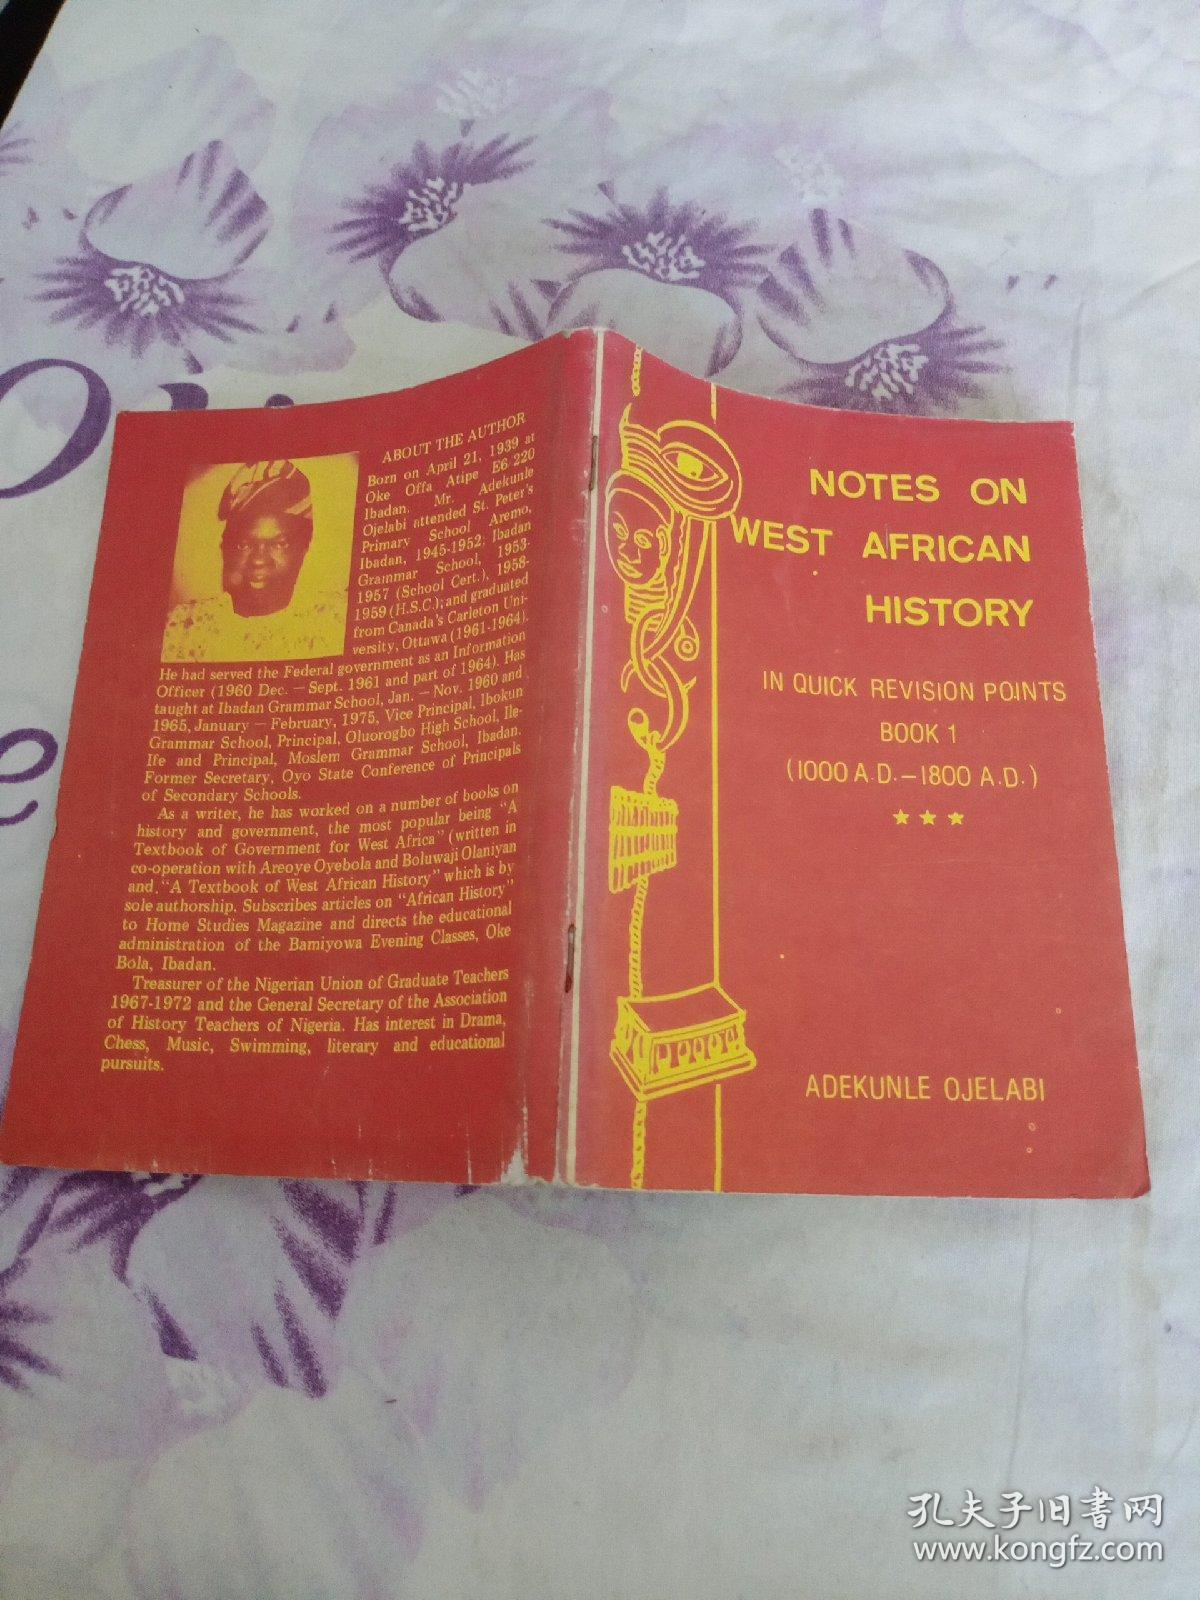 ABOUT THE AUTHOR
Born on April 21, 1939 at
Oke Offa Atipe E6/220
Ibadan. Mr. Adekunle
Ojelabi attended St. Peter's
Primary School Aremo,
Ibadan, 1945-1952; Ibadan
Grammar School, 1953-
1957 (School Cert.), 1958-
1959 (H.S.C.); and graduated
from Canada's Carleton Uni-
versity, Ottawa (1961-1964).
He had served the Federal government as an Information
Officer (1960 Dec. — Sept. 1961 and part of 1964). Has
taught at Ibadan Grammar School, Jan. — Nov. 1960 and
1965, January — February, 1975, Vice Principal, Ibokun
Grammar School, Principal, Oluorogbo High School, Ile-
Ife and Principal, Moslem Grammar School, Ibadan.
Former Secretary, Oyo State Conference of Principals
of Secondary Schools.
As a writer, he has worked on a number of books on
history and government, the most popular being "A
Textbook of Government for West Africa" (written in
co-operation with Areoye Oyebola and Boluwaji Olaniyan
and "A Textbook of West African History" which is by
sole authorship. Subscribes articles on "African History"
to Home Studies Magazine and directs the educational
administration of the Bamiyowa Evening Classes, Oke
Bola, Ibadan.
Treasurer of the Nigerian Union of Graduate Teachers
1967-1972 and the General Secretary of the Association
of History Teachers of Nigeria. Has interest in Drama,
Chess, Music, Swimming, literary and educational
pursuits.
NOTES ON
WEST AFRICAN
HISTORY
IN QUICK REVISION POINTS
BOOK 1
(1000 A.D.—1800 A.D.)
★★★
ADEKUNLE OJELABI
孔夫子旧书网
www.kongfz.com